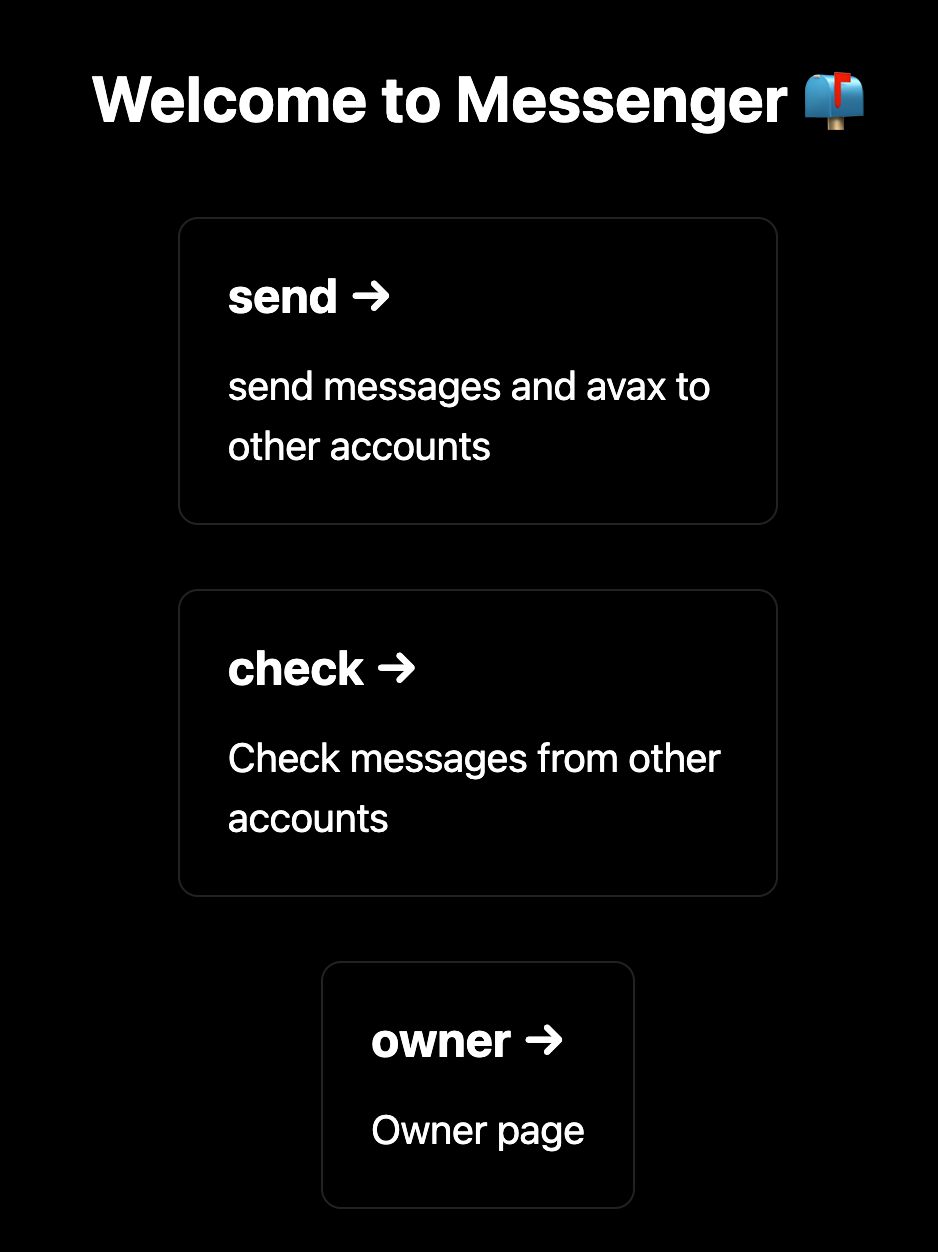 Welcome to Messenger 📫
send →
send messages and avax to
other accounts
check →
Check messages from other
accounts
owner →
Owner page